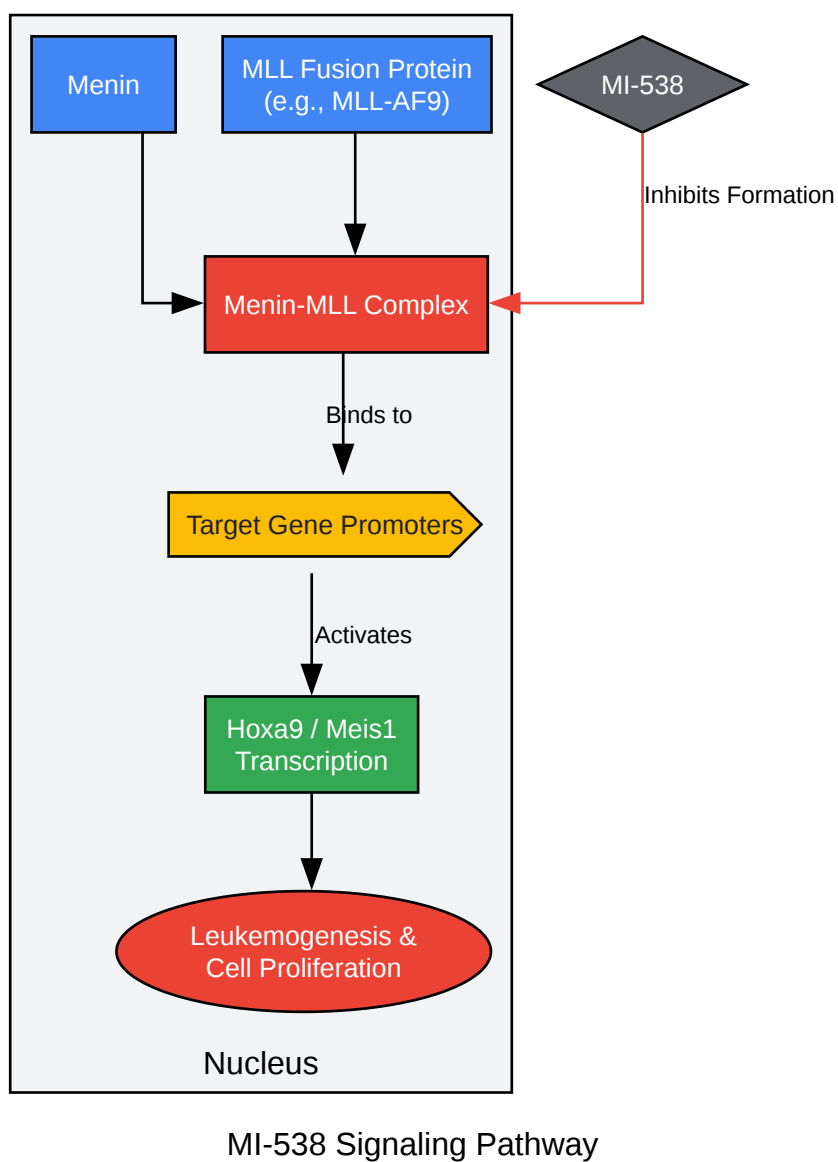 Menin
MLL Fusion Protein
(e.g., MLL-AF9)
MI-538
Inhibits Formation
Menin-MLL Complex
Binds to
Target Gene Promoters
Activates
Hoxa9 / Meis1
Transcription
Leukemogenesis &
Cell Proliferation
Nucleus
MI-538 Signaling Pathway